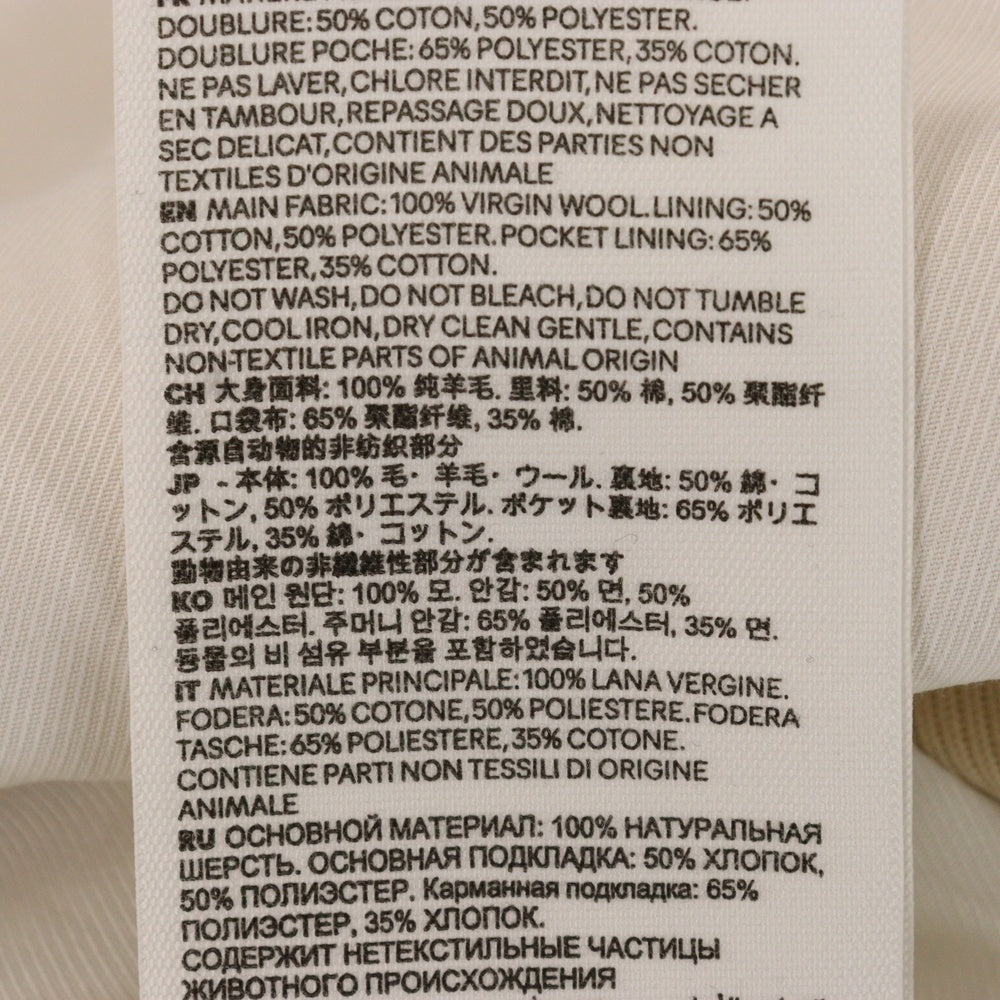 DOUBLURE: 50% COTON, 50% POLYESTER.
DOUBLURE POCHE: 65% POLYESTER, 35% COTON.
NE PAS LAVER, CHLORE INTERDIT, NE PAS SECHER
EN TAMBOUR, REPASSAGE DOUX, NETTOYAGE A
SEC DELICAT, CONTIENT DES PARTIES NON
TEXTILES D'ORIGINE ANIMALE
EN MAIN FABRIC: 100% VIRGIN WOOL. LINING: 50%
COTTON, 50% POLYESTER. POCKET LINING: 65%
POLYESTER, 35% COTTON.
DO NOT WASH, DO NOT BLEACH, DO NOT TUMBLE
DRY, COOL IRON, DRY CLEAN GENTLE, CONTAINS
NON-TEXTILE PARTS OF ANIMAL ORIGIN
CH 大身面料: 100% 纯羊毛. 里料: 50% 棉, 50% 聚酯纤
维. 口袋布: 65% 聚酯纤维, 35% 棉.
含源自动物的非纺织部分
JP - 本体: 100% 毛· 羊毛· ウール. 裏地: 50% 綿· コ
ットン, 50% ポリエステル. ポケット裏地: 65% ポリエ
ステル, 35% 綿· コットン.
動物由来の非繊維性部分が含まれます
KO 메인 원단: 100% 모. 안감: 50% 면, 50%
폴리에스터. 주머니 안감: 65% 폴리에스터, 35% 면.
동물의 비 섬유 부분을 포함하였습니다.
IT MATERIALE PRINCIPALE: 100% LANA VERGINE.
FODERA: 50% COTONE, 50% POLIESTERE. FODERA
TASCHE: 65% POLIESTERE, 35% COTONE.
CONTIENE PARTI NON TESSILI DI ORIGINE
ANIMALE
RU ОСНОВНОЙ МАТЕРИАЛ: 100% НАТУРАЛЬНАЯ
ШЕРСТЬ. ОСНОВНАЯ ПОДКЛАДКА: 50% ХЛОПОК,
50% ПОЛИЭСТЕР. Карманная подкладка: 65%
ПОЛИЭСТЕР, 35% ХЛОПОК.
СОДЕРЖИТ НЕТЕКСТИЛЬНЫЕ ЧАСТИЦЫ
ЖИВОТНОГО ПРОИСХОЖДЕНИЯ